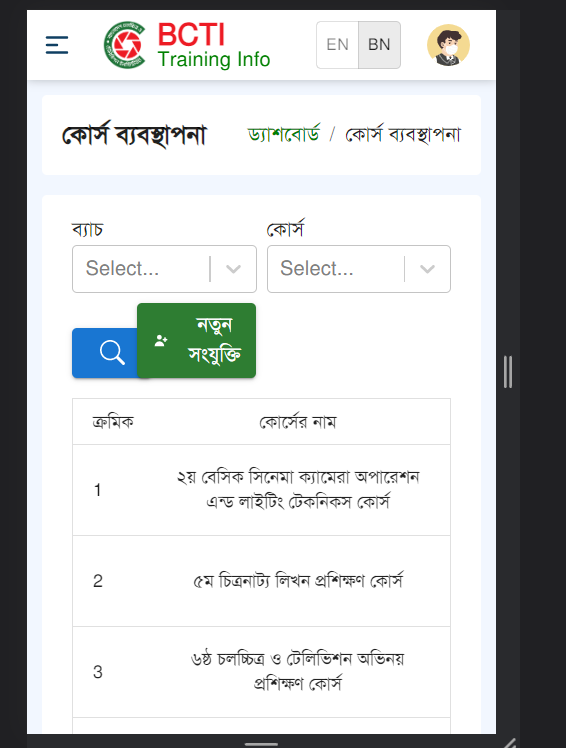 BCTI
Training Info
EN BN
কোর্স ব্যবস্থাপনা
ড্যাশবোর্ড / কোর্স ব্যবস্থাপনা
ব্যাচ
কোর্স
Select...
Select...
নতুন
সংযুক্তি
ক্রমিক কোর্সের নাম
1 ২য় বেসিক সিনেমা ক্যামেরা অপারেশন
এন্ড লাইটিং টেকনিকস কোর্স
2 ৫ম চিত্রনাট্য লিখন প্রশিক্ষণ কোর্স
3 ৬ষ্ঠ চলচ্চিত্র ও টেলিভিশন অভিনয়
প্রশিক্ষণ কোর্স